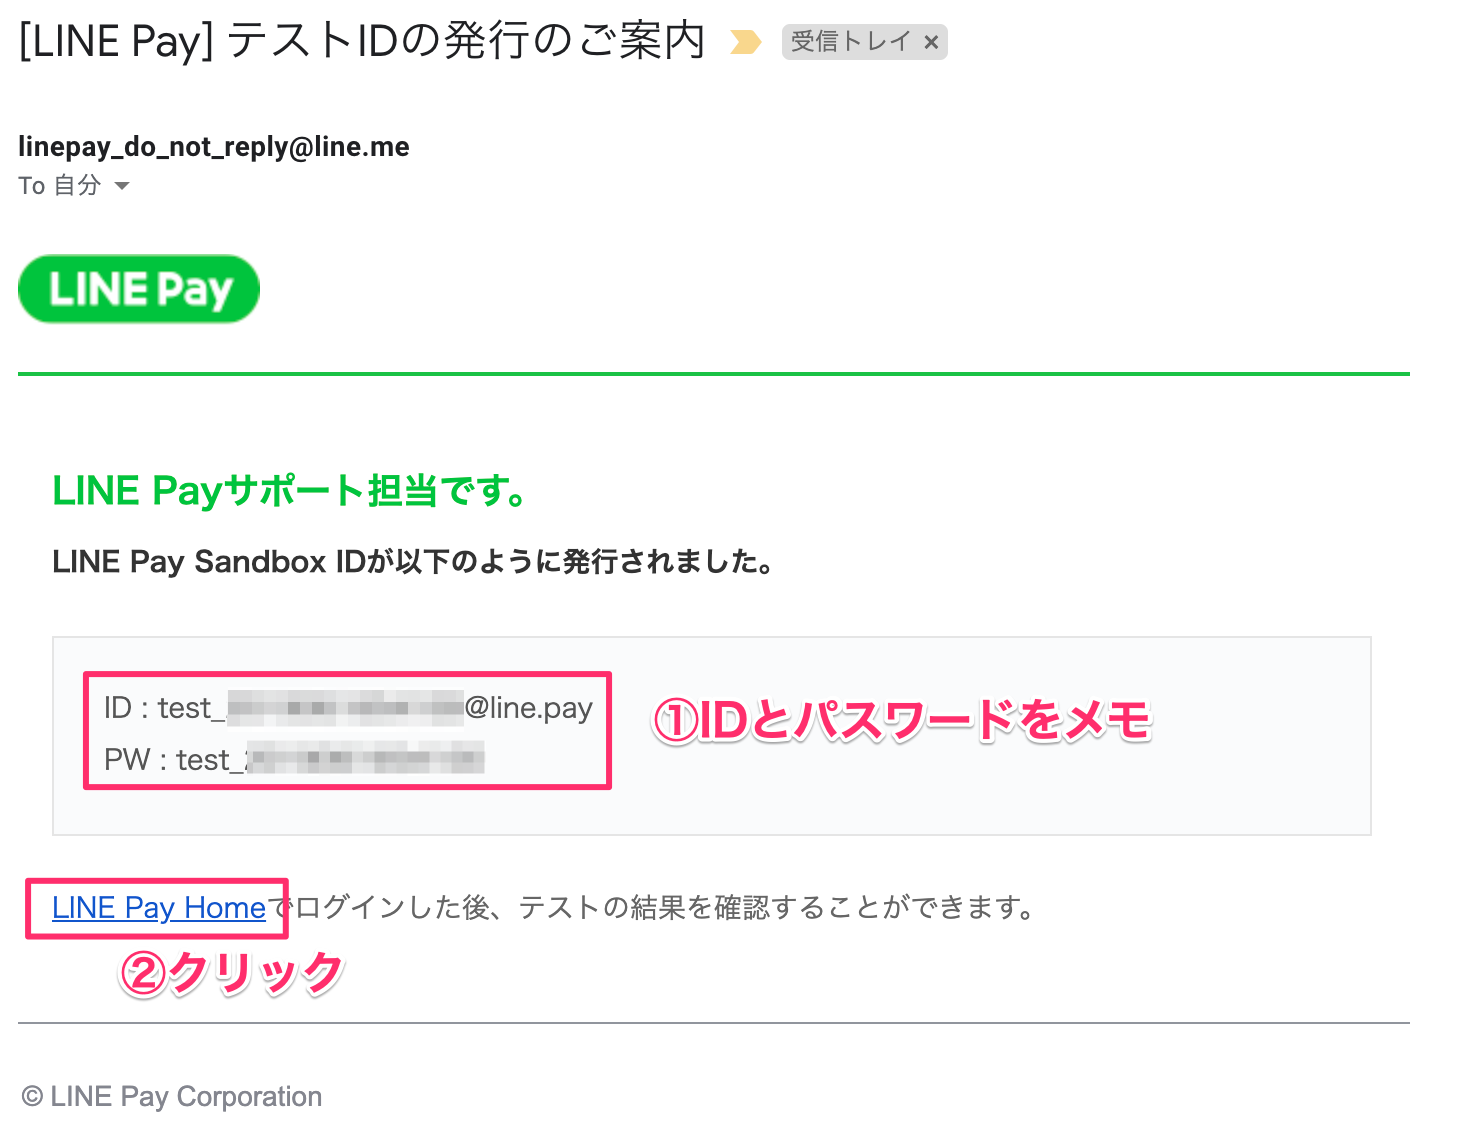 [LINE Pay] テストIDの発行のご案内 受信トレイ ×
linepay_do_not_reply@line.me
To 自分
LINE Pay
LINE Payサポート担当です。
LINE Pay Sandbox IDが以下のように発行されました。
ID : test_ @line.pay
①IDとパスワードをメモ
PW : test_
LINE Pay Homeでログインした後、テストの結果を確認することができます。
②クリック
© LINE Pay Corporation